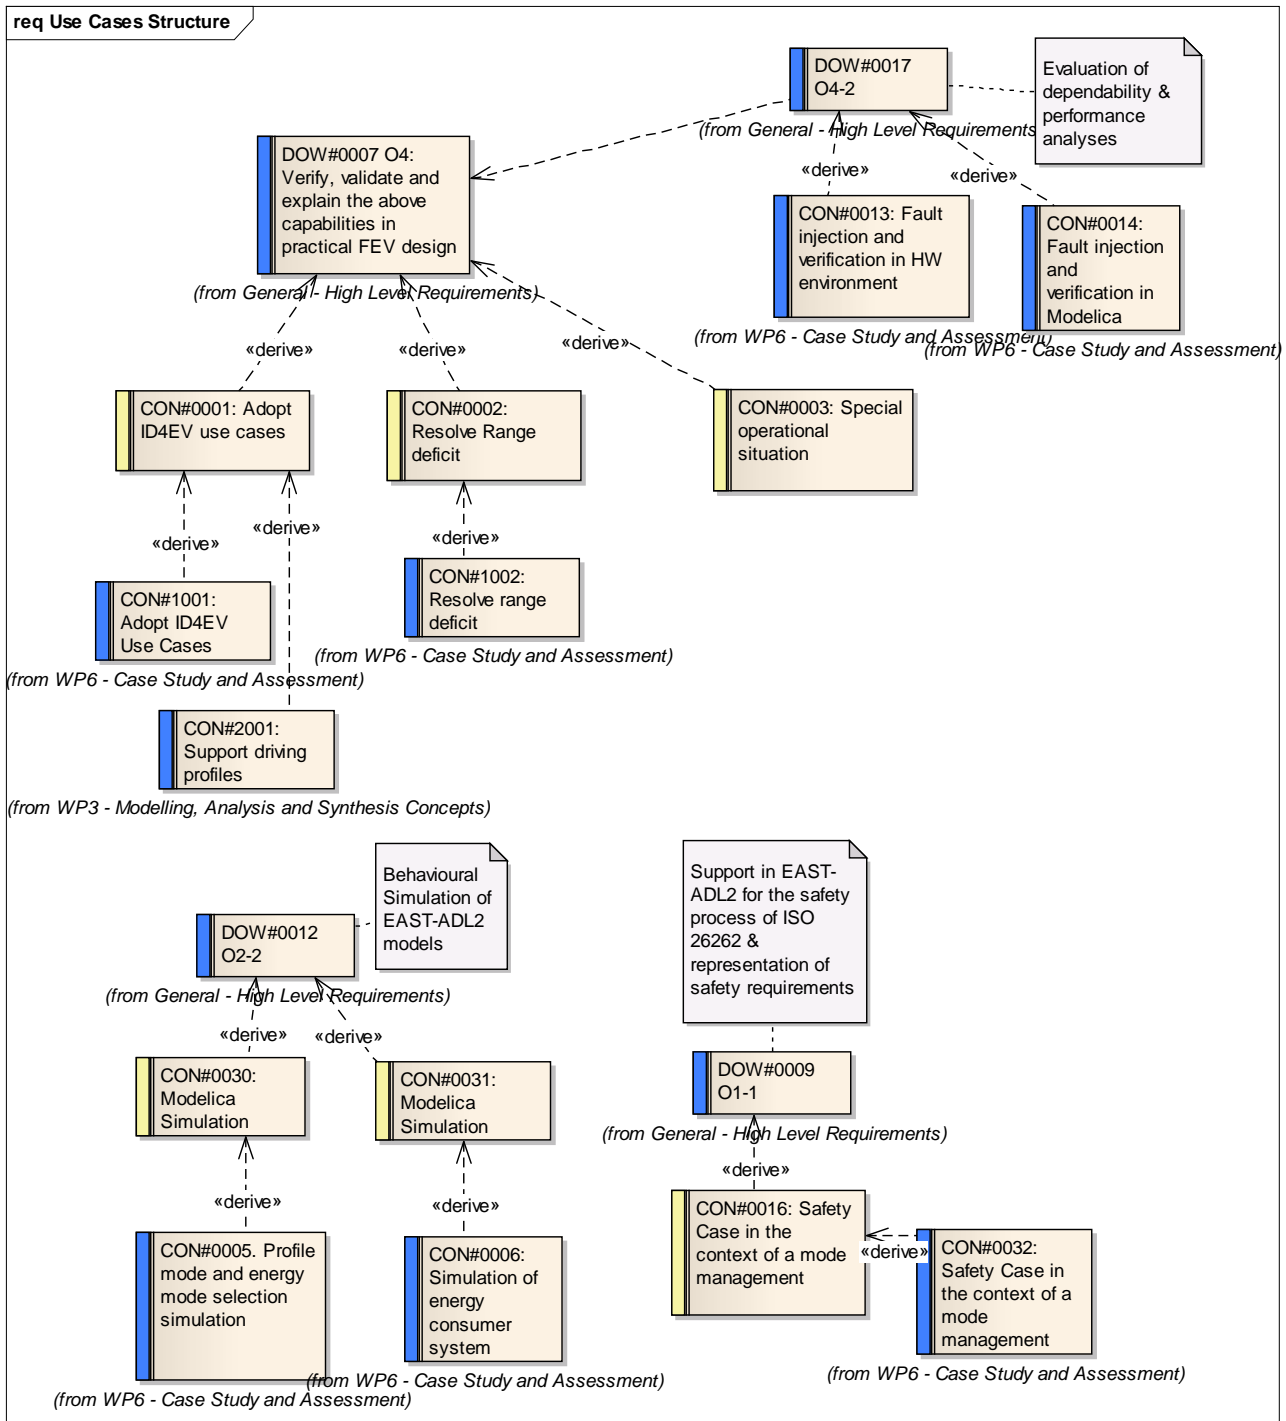 req Use Cases Structure
DOW#0017
O4-2
(from General - High Level Requirements
Evaluation of
dependability &
performance
analyses
DOW#0007 O4:
Verify, validate and
explain the above
capabilities in
practical FEV design
(from General - High Level Requirements)
«derive»
«derive»
CON#0013: Fault
injection and
verification in HW
environment
(from WP6 - Case Study and Assessment)
CON#0014:
Fault injection
and
verification in
Modelica
(from WP6 - Case Study and Assessment)
«derive»
«derive»
«derive»
CON#0001: Adopt
ID4EV use cases
CON#0002:
Resolve Range
deficit
CON#0003: Special
operational
situation
«derive»
«derive»
«derive»
CON#1001:
Adopt ID4EV
Use Cases
(from WP6 - Case Study and Assessment)
CON#1002:
Resolve range
deficit
(from WP6 - Case Study and Assessment)
CON#2001:
Support driving
profiles
(from WP3 - Modelling, Analysis and Synthesis Concepts)
Behavioural
Simulation of
EAST-ADL2
models
DOW#0012
O2-2
(from General - High Level Requirements)
«derive»
«derive»
CON#0030:
Modelica
Simulation
CON#0031:
Modelica
Simulation
«derive»
«derive»
CON#0005. Profile
mode and energy
mode selection
simulation
(from WP6 - Case Study and Assessment)
CON#0006:
Simulation of
energy
consumer
system
(from WP6 - Case Study and Assessment)
Support in EAST-
ADL2 for the safety
process of ISO
26262 &
representation of
safety requirements
DOW#0009
O1-1
(from General - High Level Requirements)
«derive»
CON#0016: Safety
Case in the
context of a mode
management
«derive»
CON#0032:
Safety Case in
the context of a
mode
management
(from WP6 - Case Study and Assessment)